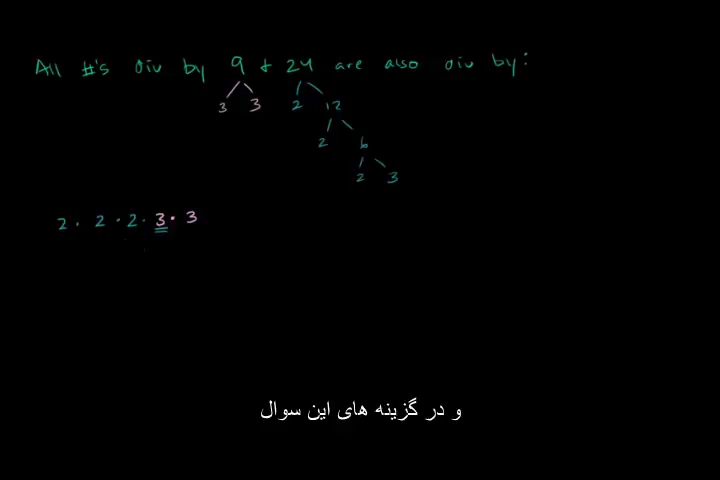 All #'s div by 9 + 24 are also div by:
3 3 2 12
2 6
2 3
2 · 2 · 2 · 3 · 3
و در گزینه های این سوال